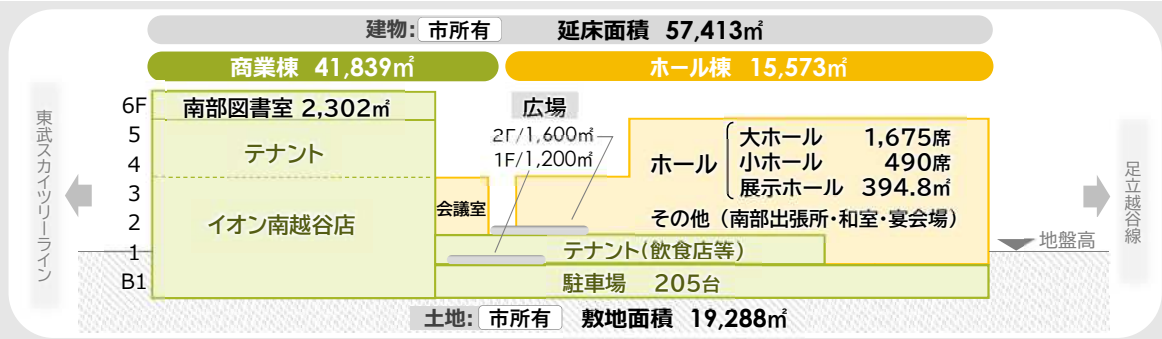 建物: 市所有 延床面積 57,413㎡
商業棟 41,839㎡ ホール棟 15,573㎡
6F 南部図書室 2,302㎡
広場
2F/1,600㎡
1F/1,200㎡
5
テナント
4
3
イオン南越谷店
2
1
B1
会議室
ホール
大ホール 1,675席
小ホール 490席
展示ホール 394.8㎡
その他(南部出張所・和室・宴会場)
テナント(飲食店等)
駐車場 205台
地盤高
東武スカイツリーライン
足立越谷線
土地: 市所有 敷地面積 19,288㎡